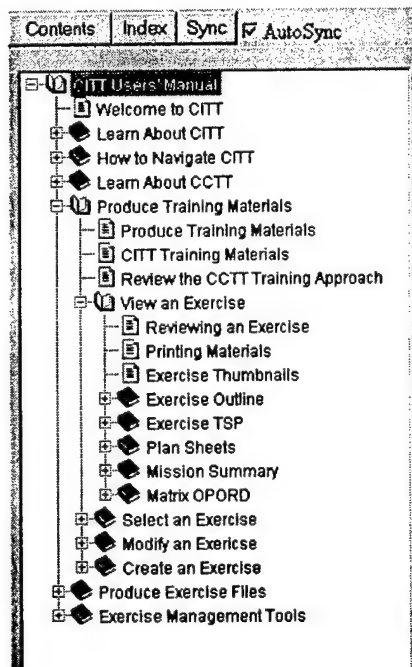 Contents Index Sync AutoSync
CITT Users' Manual
Welcome to CITT
Learn About CITT
How to Navigate CITT
Learn About CCTT
Produce Training Materials
Produce Training Materials
CITT Training Materials
Review the CCTT Training Approach
View an Exercise
Reviewing an Exercise
Printing Materials
Exercise Thumbnails
Exercise Outline
Exercise TSP
Plan Sheets
Mission Summary
Matrix OPORD
Select an Exercise
Modify an Exericse
Create an Exercise
Produce Exercise Files
Exercise Management Tools